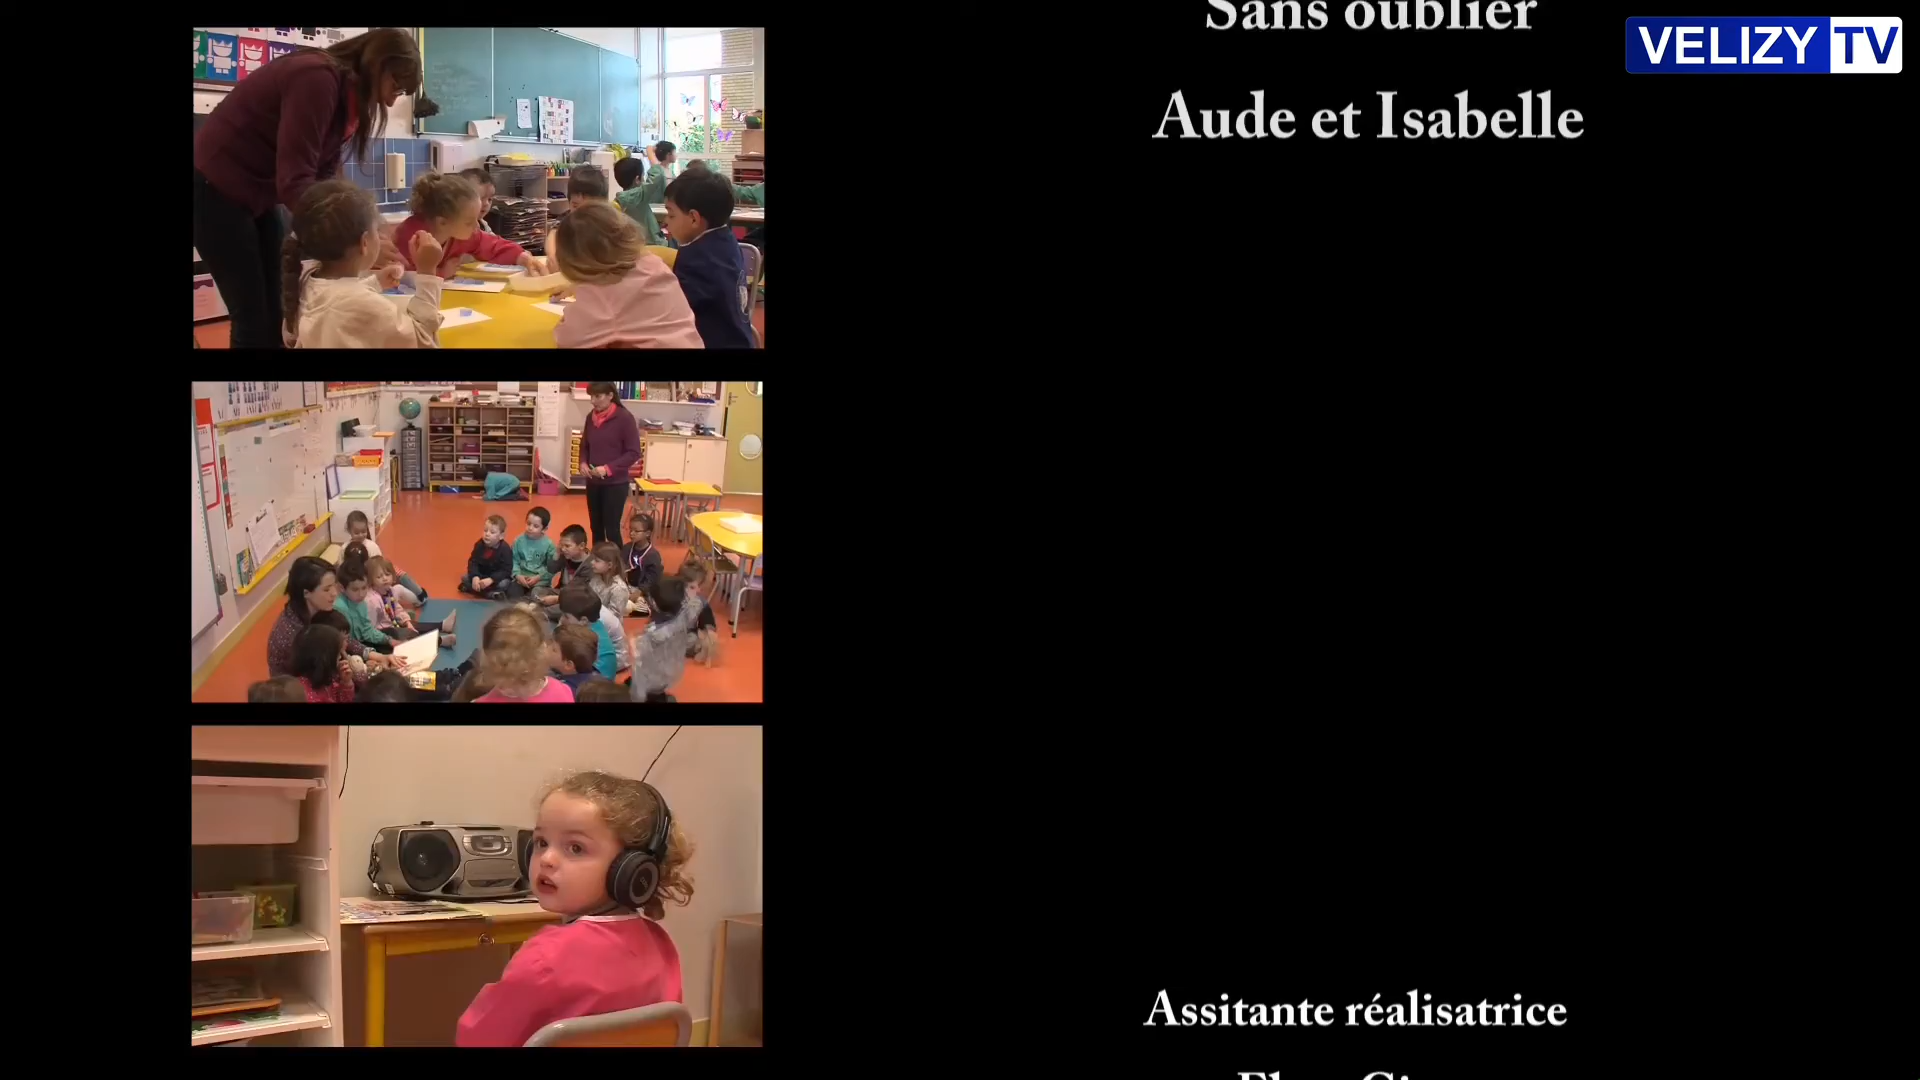 Sans oublier
VELIZY TV
Aude et Isabelle
Assitante réalisatrice